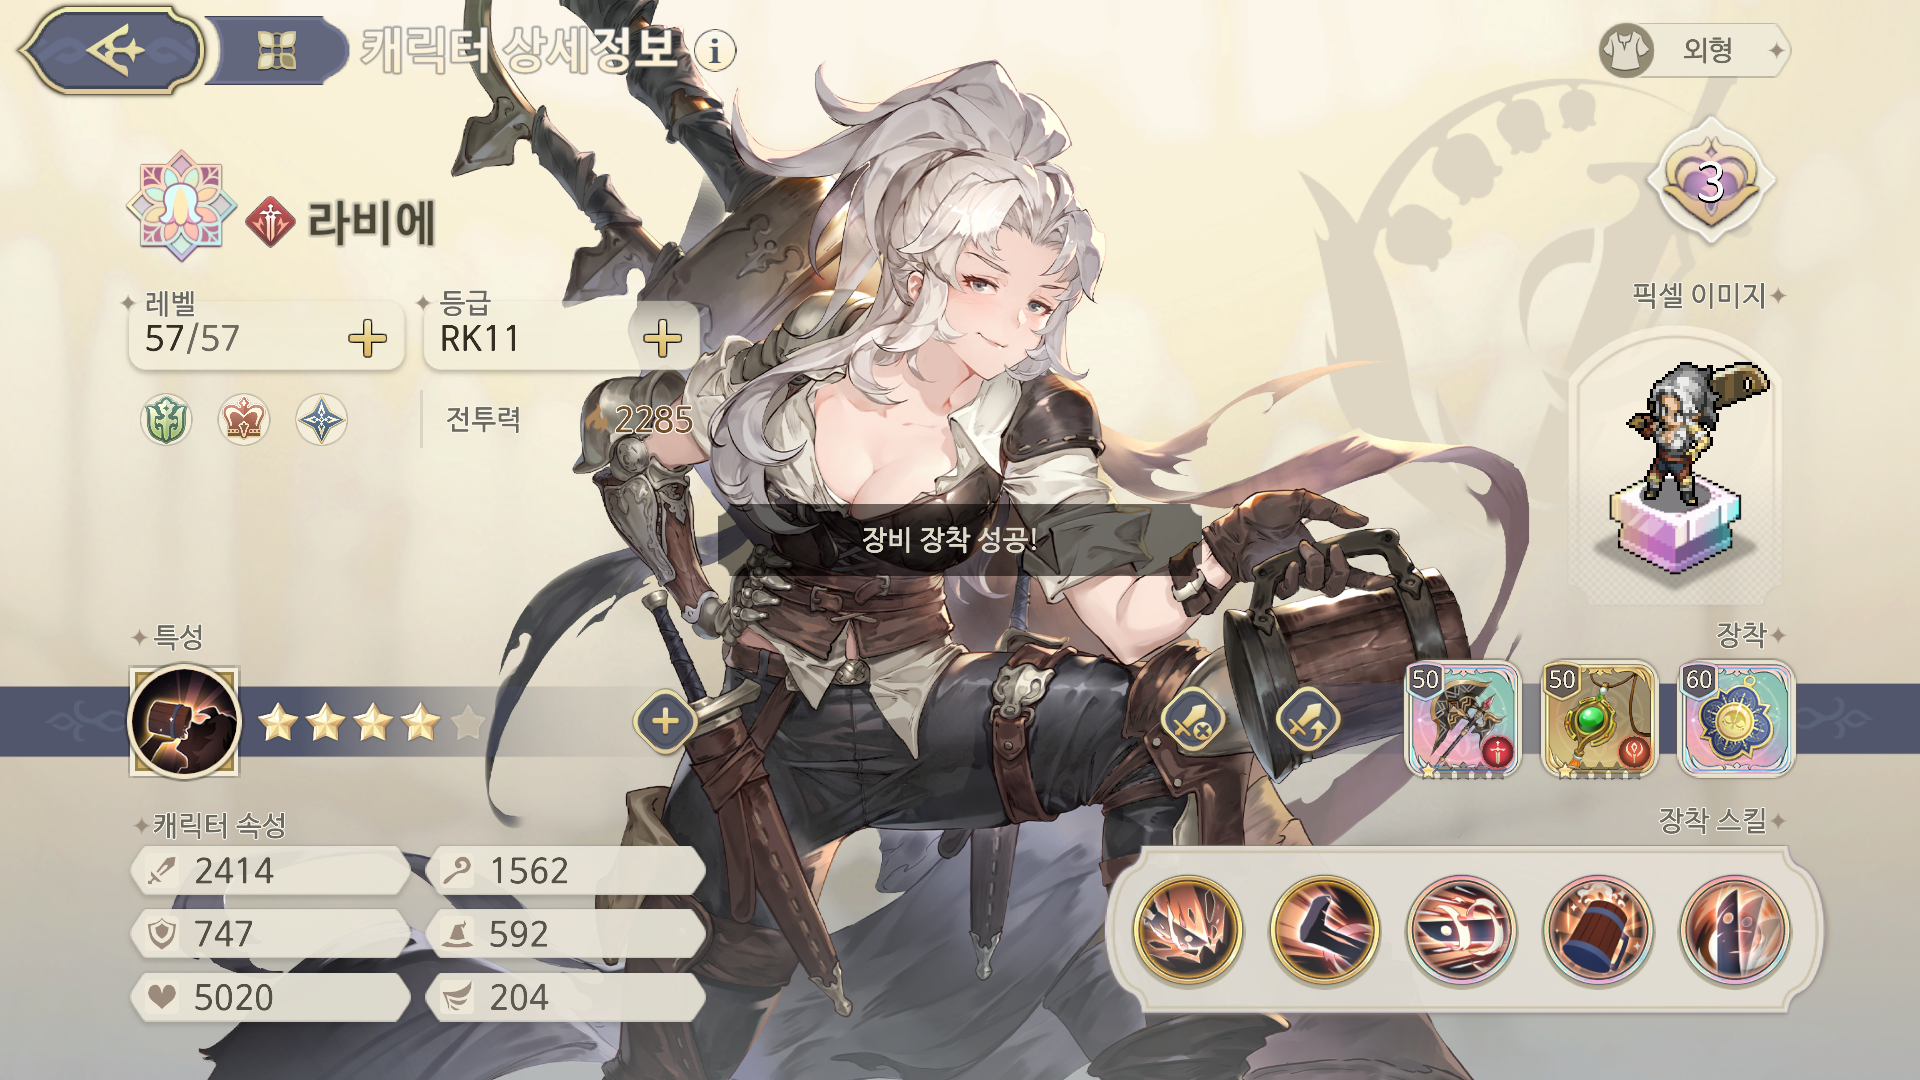 캐릭터 상세정보 i
외형
3
라비에
레벨
57/57
등급
RK11
전투력
2285
픽셀 이미지
장비 장착 성공!
특성
장착
50
50
60
캐릭터 속성
장착 스킬
2414
1562
747
592
5020
204